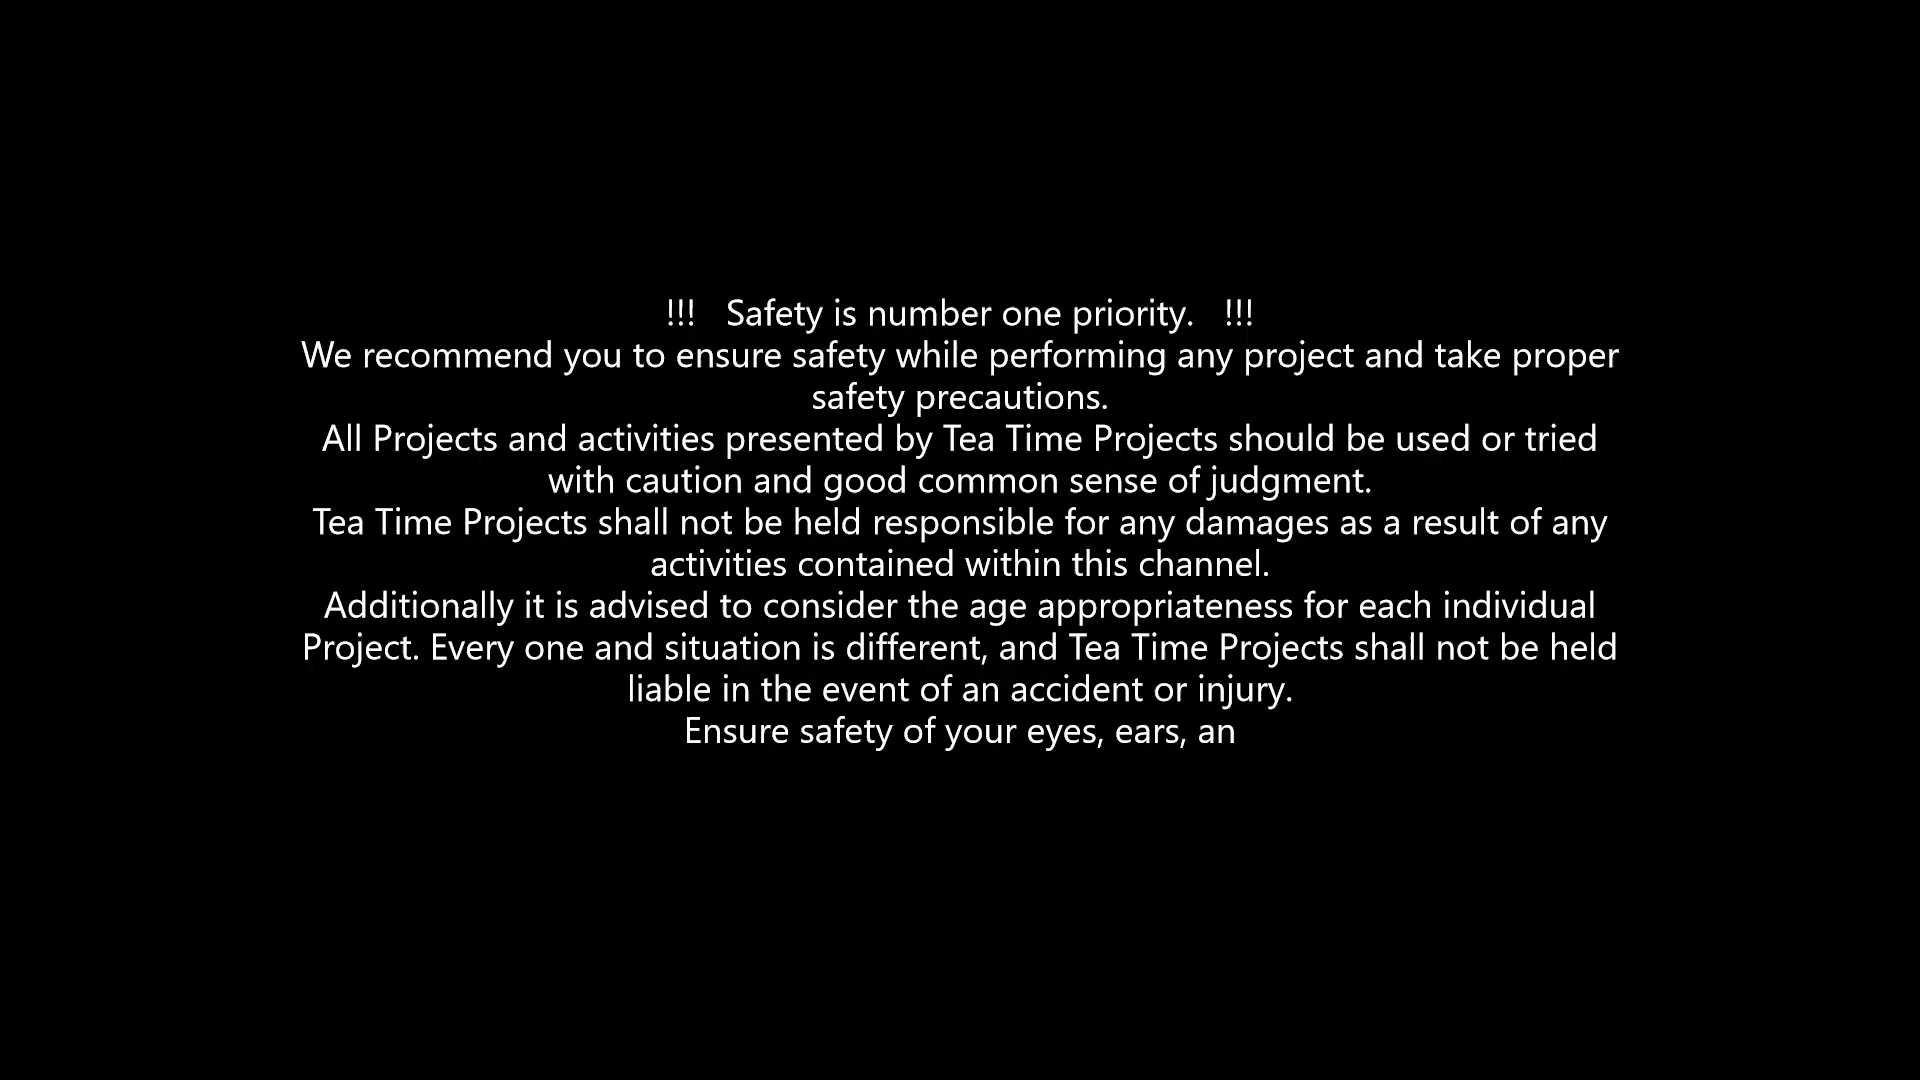 !!!   Safety is number one priority.   !!!
We recommend you to ensure safety while performing any project and take proper
safety precautions.
All Projects and activities presented by Tea Time Projects should be used or tried
with caution and good common sense of judgment.
Tea Time Projects shall not be held responsible for any damages as a result of any
activities contained within this channel.
Additionally it is advised to consider the age appropriateness for each individual
Project. Every one and situation is different, and Tea Time Projects shall not be held
liable in the event of an accident or injury.
Ensure safety of your eyes, ears, an